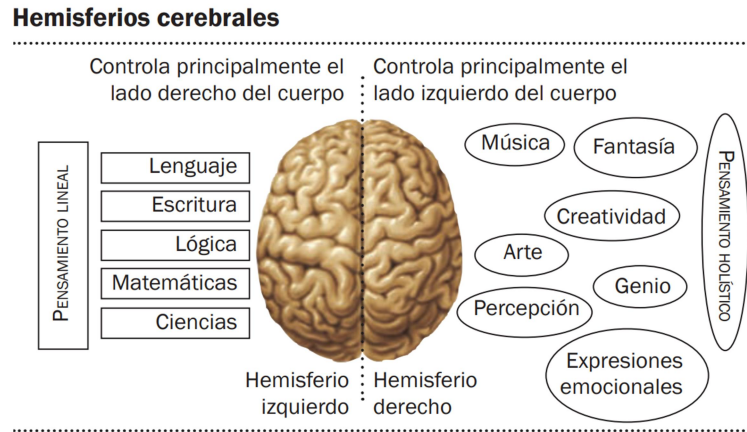 Hemisferios cerebrales
Controla principalmente el
lado derecho del cuerpo
Controla principalmente el
lado izquierdo del cuerpo
PENSAMIENTO LINEAL
Lenguaje
Escritura
Lógica
Matemáticas
Ciencias
Música
Fantasía
Creatividad
Arte
Genio
Percepción
Expresiones
emocionales
PENSAMIENTO HOLÍSTICO
Hemisferio
izquierdo
Hemisferio
derecho